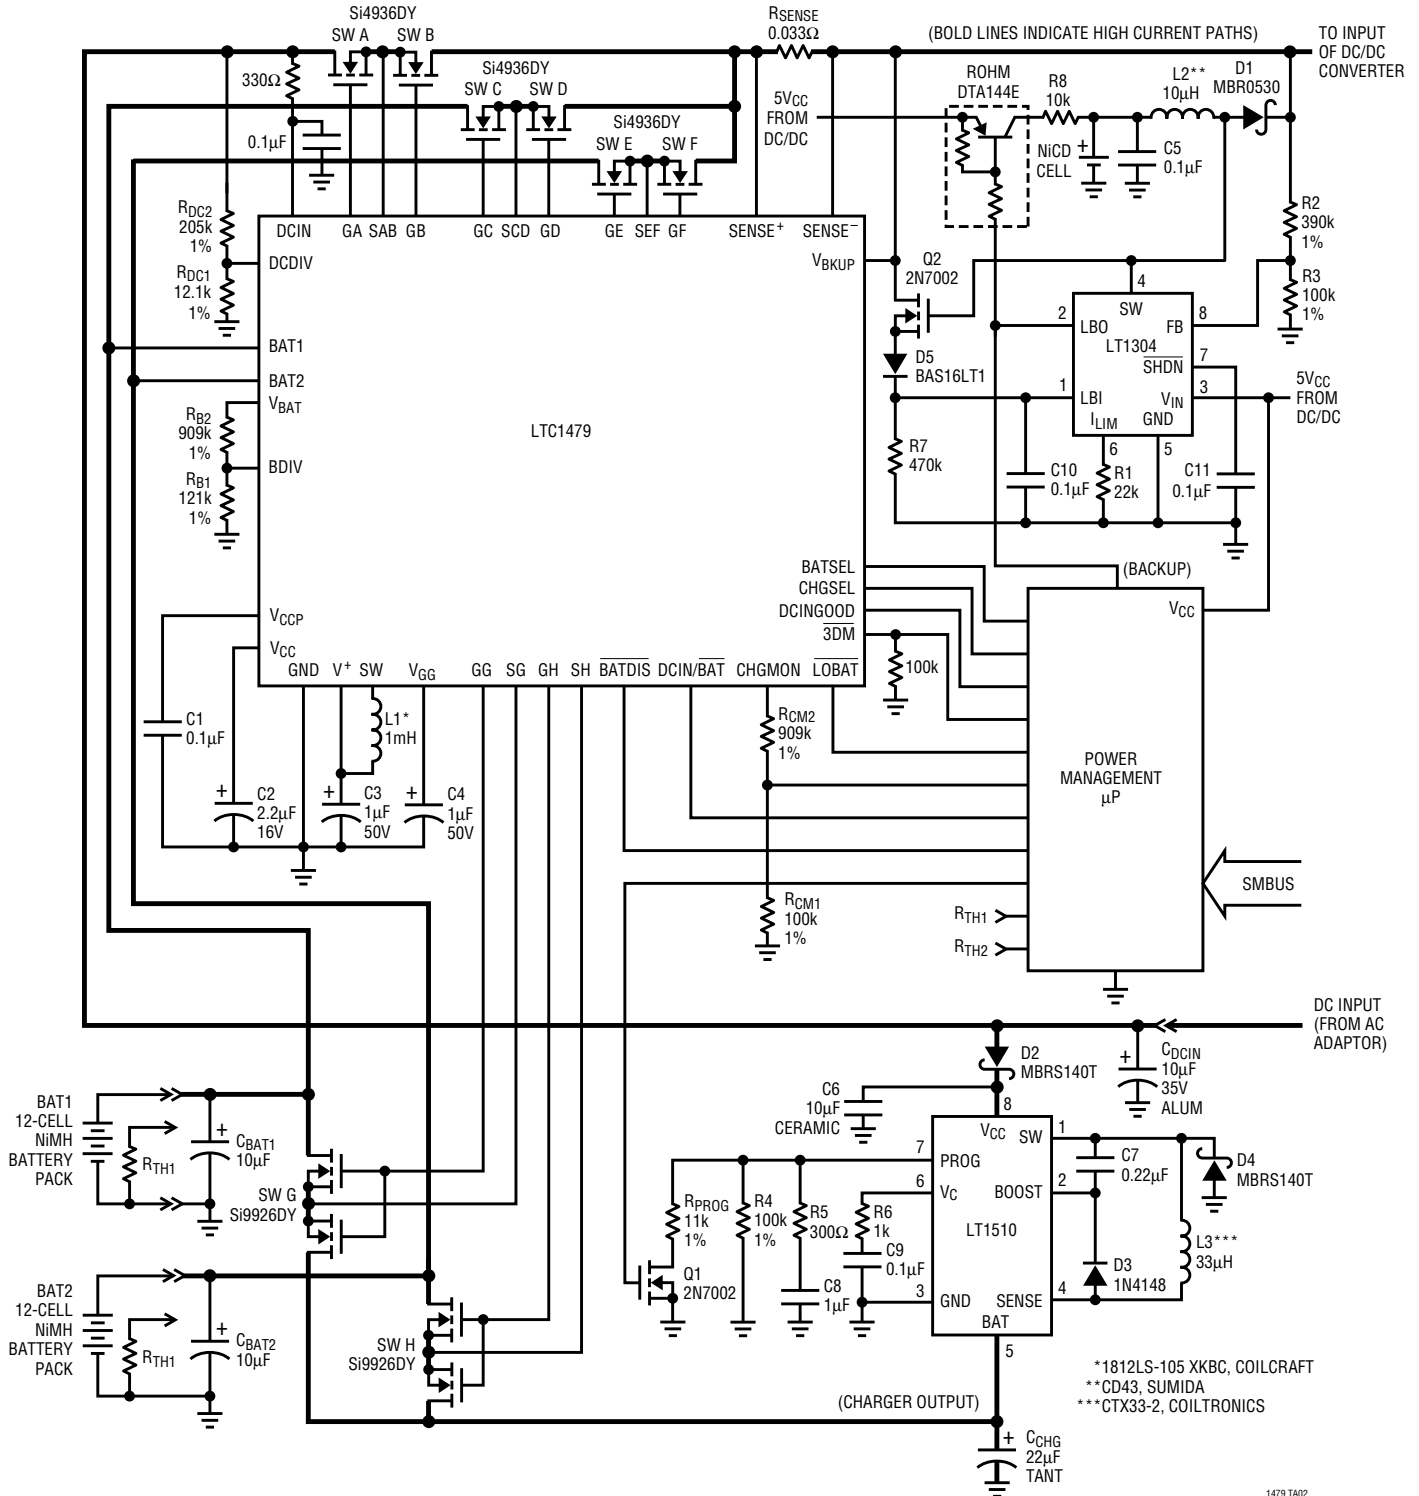 Si4936DY
SW A SW B
RSENSE
0.033Ω
(BOLD LINES INDICATE HIGH CURRENT PATHS)
TO INPUT
OF DC/DC
CONVERTER
330Ω
Si4936DY
SW C SW D
0.1µF
Si4936DY
SW E SW F
5VCC
FROM
DC/DC
ROHM
DTA144E
R8
10k
L2**
10µH
D1
MBR0530
+
NiCD
CELL
C5
0.1µF
RDC2
205k
1%
RDC1
12.1k
1%
R2
390k
1%
R3
100k
1%
DCIN GA SAB GB GC SCD GD GE SEF GF SENSE+ SENSE−
DCDIV
BAT1
BAT2
VBAT
BDIV
LTC1479
VBKUP
RB2
909k
1%
RB1
121k
1%
Q2
2N7002
D5
BAS16LT1
R7
470k
4
SW
2
LBO
FB
8
LT1304
SHDN
7
1
LBI
VIN
3
ILIM
GND
6
5
5VCC
FROM
DC/DC
C10
0.1µF
R1
22k
C11
0.1µF
BATSEL
CHGSEL
DCINGOOD
3DM
(BACKUP)
VCC
100k
VCCP
VCC
GND V+ SW VGG GG SG GH SH BATDIS DCIN/BAT CHGMON LOBAT
C1
0.1µF
L1*
1mH
+
C2
2.2µF
16V
+
C3
1µF
50V
+
C4
1µF
50V
RCM2
909k
1%
POWER
MANAGEMENT
µP
SMBUS
RCM1
100k
1%
RTH1
RTH2
DC INPUT
(FROM AC
ADAPTOR)
D2
MBRS140T
+
CDCIN
10µF
35V
ALUM
C6
10µF
CERAMIC
BAT1
12-CELL
NiMH
BATTERY
PACK
RTH1
+
CBAT1
10µF
SW G
Si9926DY
8
VCC
SW
1
7
PROG
6
VC
BOOST
2
LT1510
3
GND
SENSE
4
BAT
5
C7
0.22µF
D4
MBRS140T
RPROG
11k
1%
R4
100k
1%
R5
300Ω
R6
1k
C9
0.1µF
L3***
33µH
D3
1N4148
Q1
2N7002
C8
1µF
BAT2
12-CELL
NiMH
BATTERY
PACK
RTH1
+
CBAT2
10µF
SW H
Si9926DY
(CHARGER OUTPUT)
*1812LS-105 XKBC, COILCRAFT
**CD43, SUMIDA
***CTX33-2, COILTRONICS
+
CCHG
22µF
TANT
1479 TA02